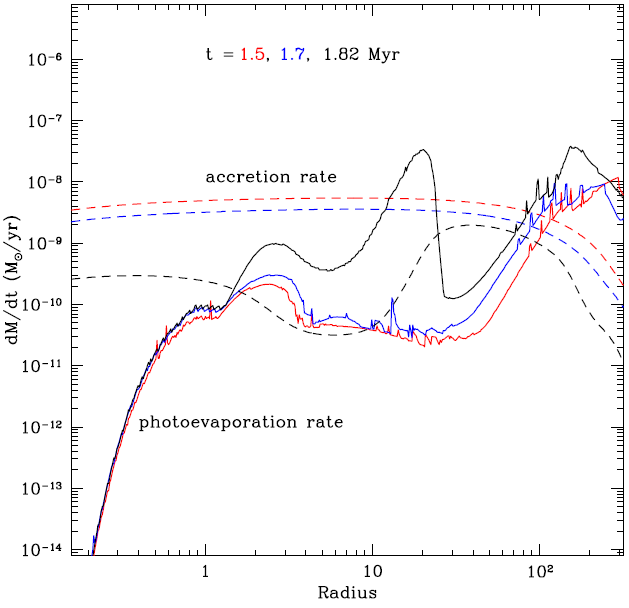 10⁻⁶
10⁻⁷
10⁻⁸
10⁻⁹
10⁻¹⁰
10⁻¹¹
10⁻¹²
10⁻¹³
10⁻¹⁴
dM/dt (M☉/yr)
t = 1.5, 1.7, 1.82 Myr
accretion rate
photoevaporation rate
1
10
10²
Radius